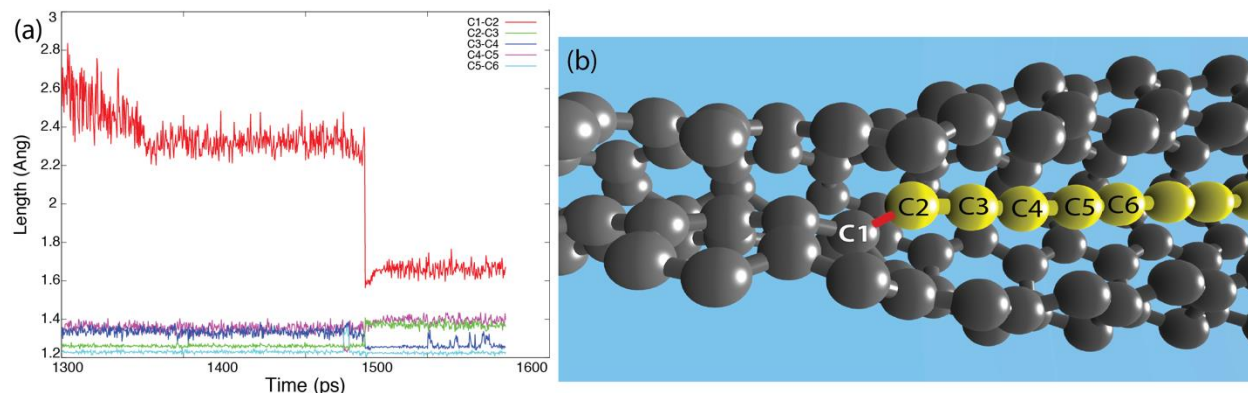 (a)
3
2.8
2.6
2.4
2.2
2
1.8
1.6
1.4
1.2
Length (Ang)
1300 1400 1500 1600
Time (ps)
C1-C2
C2-C3
C3-C4
C4-C5
C5-C6
(b)
C1 C2 C3 C4 C5 C6